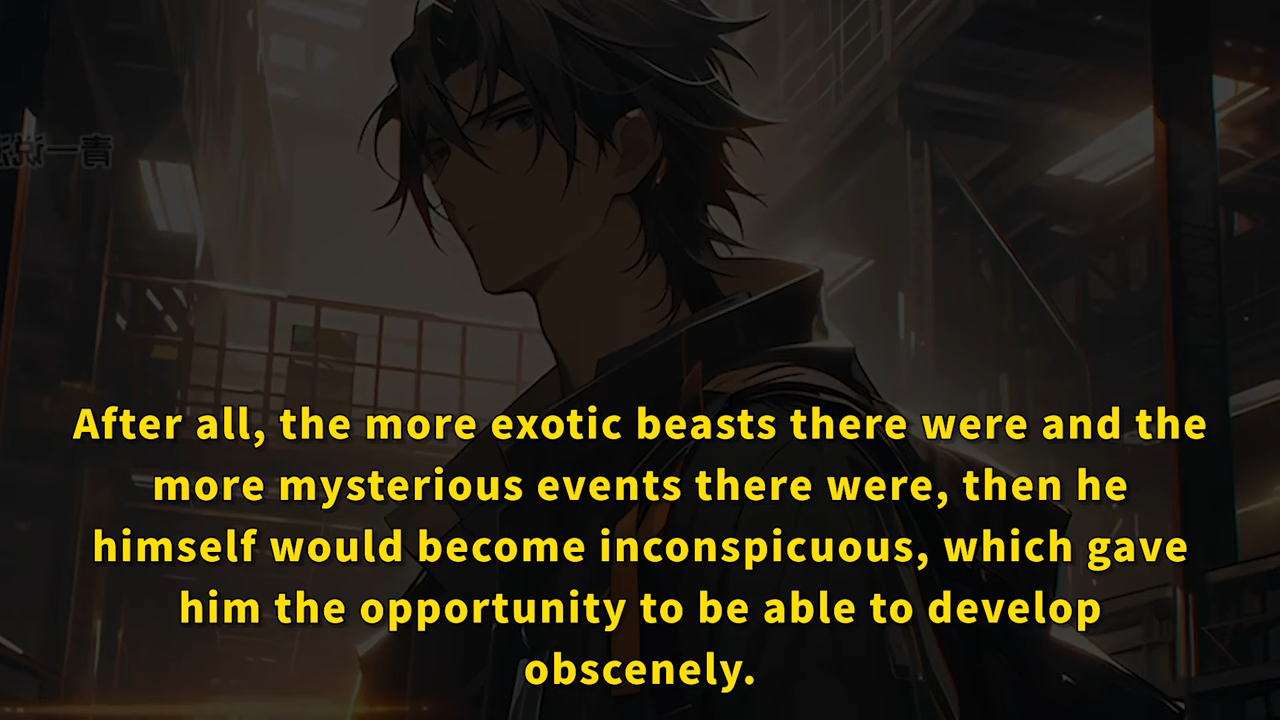 After all, the more exotic beasts there were and the
more mysterious events there were, then he
himself would become inconspicuous, which gave
him the opportunity to be able to develop
obscenely.